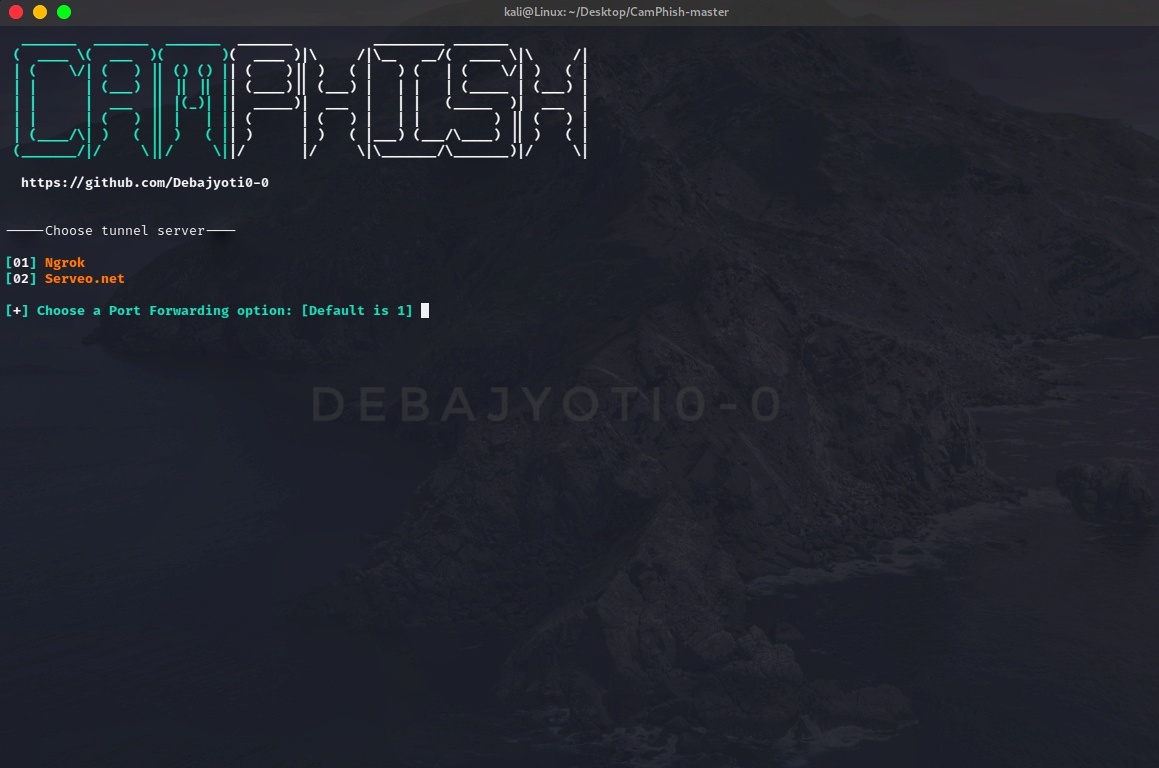 kali@Linux: ~/Desktop/CamPhish-master
CAMPHISH
https://github.com/Debajyoti0-0
-----Choose tunnel server----
[01] Ngrok
[02] Serveo.net
[+] Choose a Port Forwarding option: [Default is 1]
DEBAJYOTI0-0